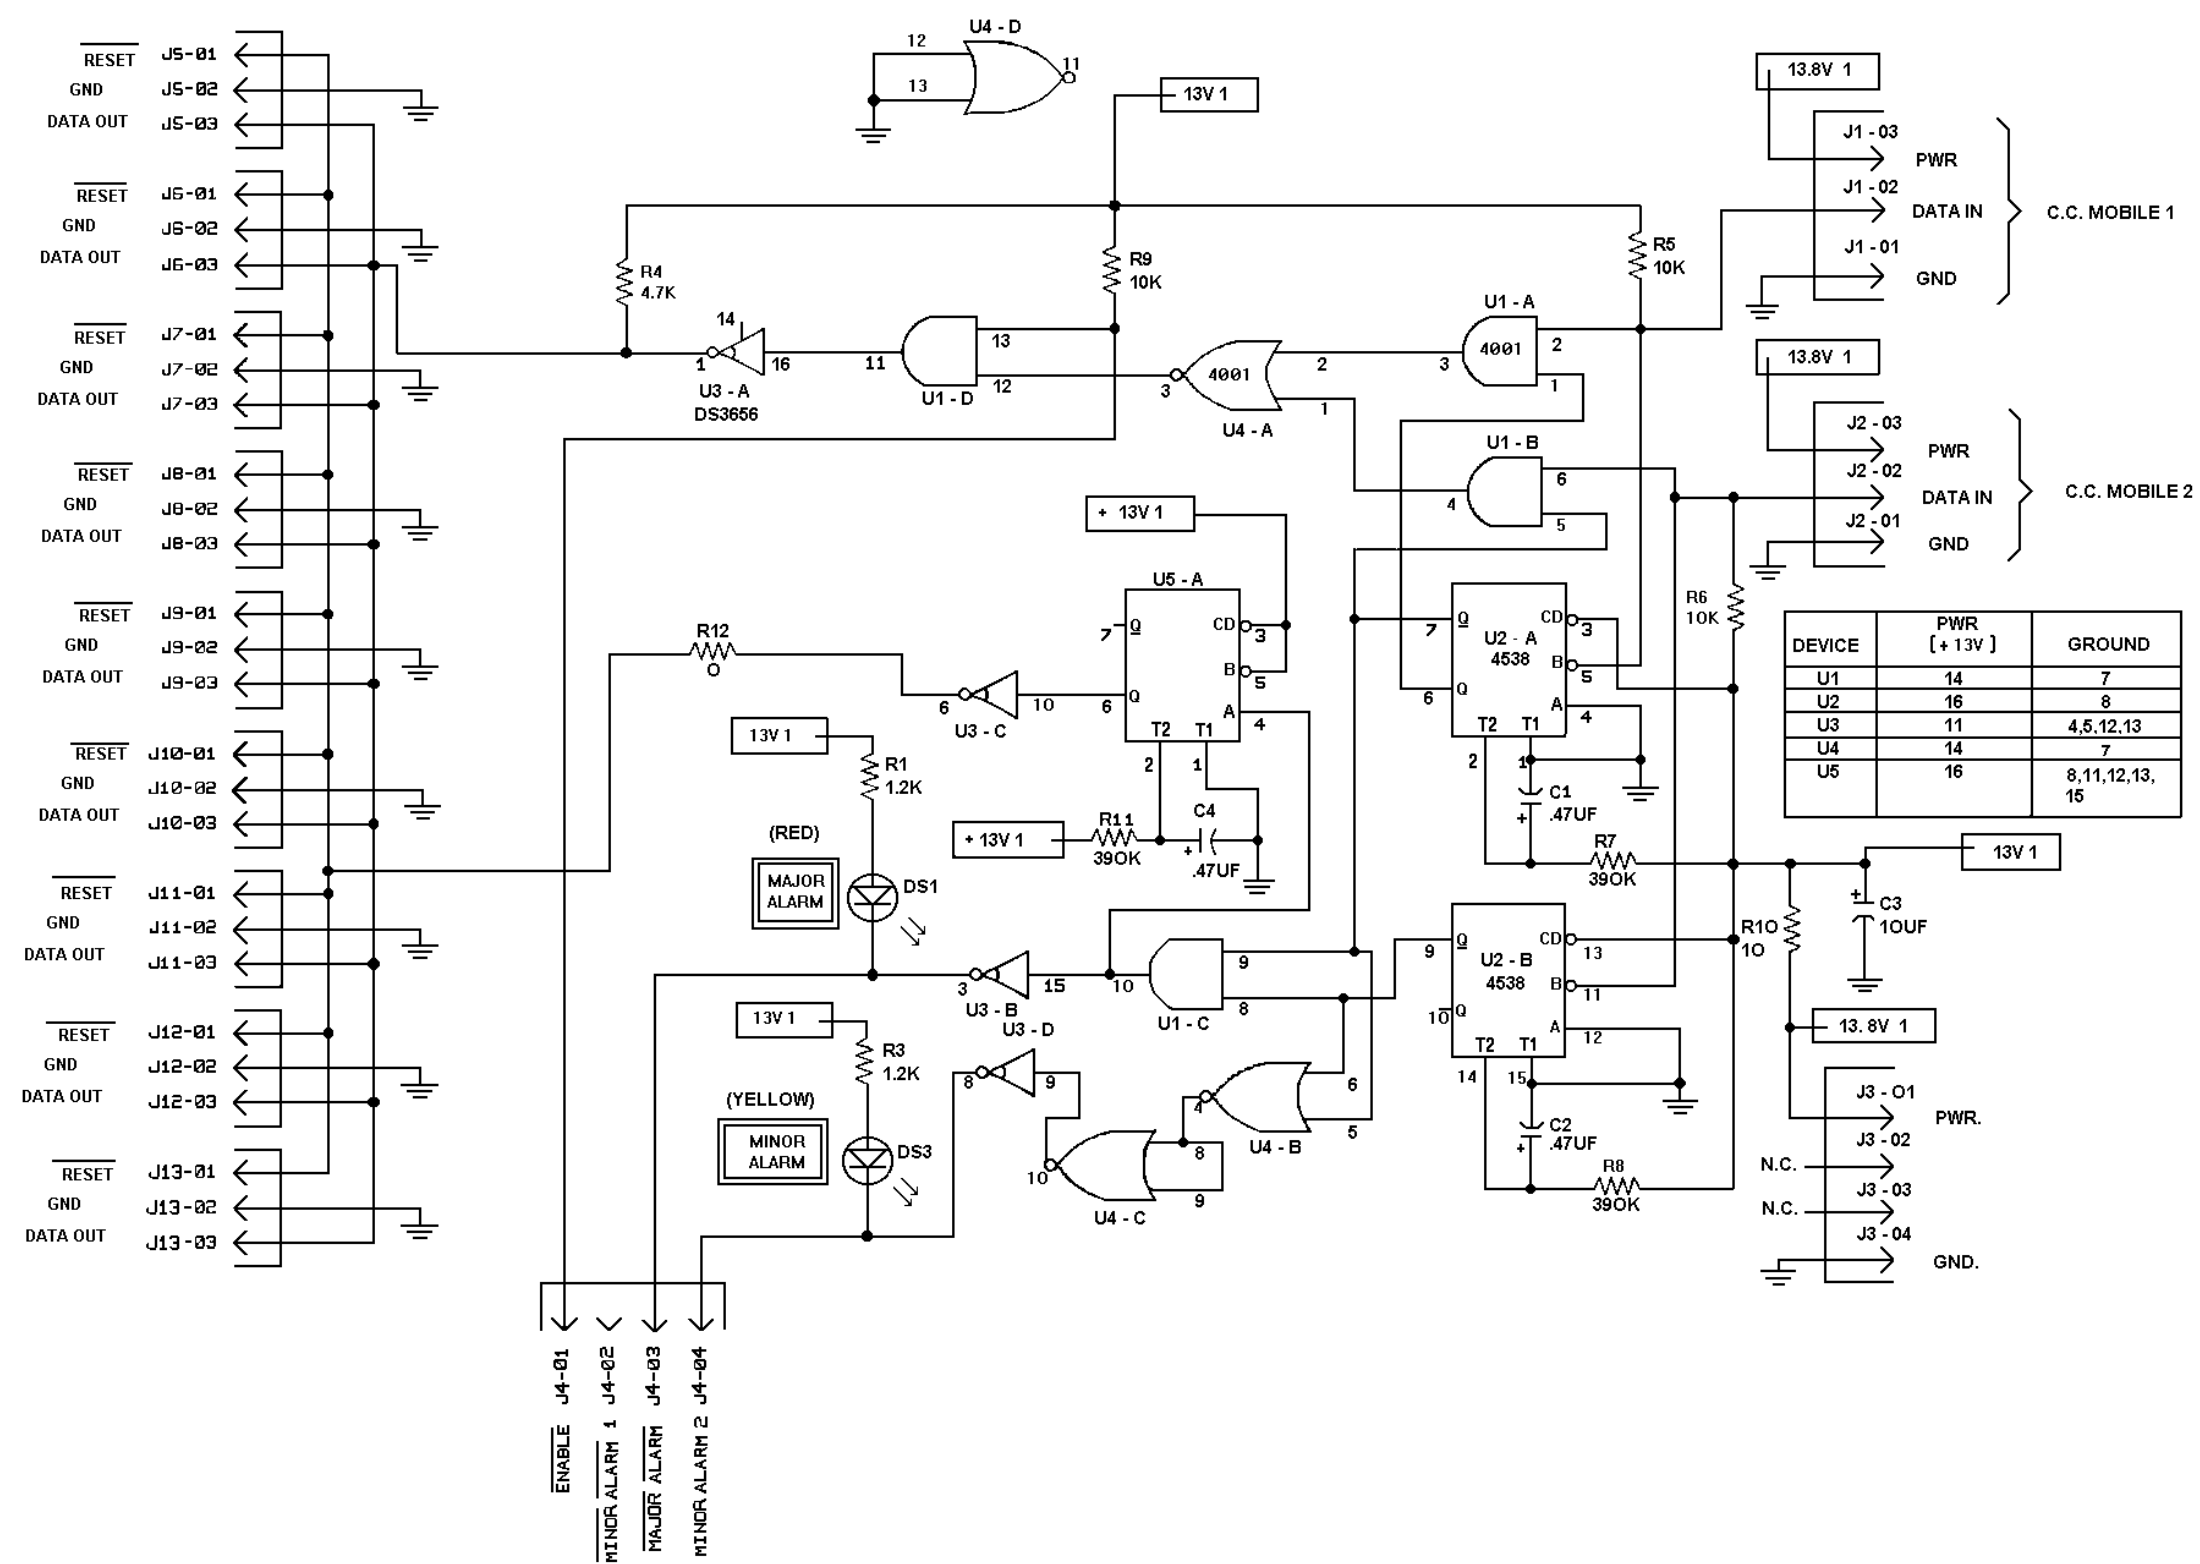 RESET J5-01
GND J5-02
DATA OUT J5-03
RESET J6-01
GND J6-02
DATA OUT J6-03
RESET J7-01
GND J7-02
DATA OUT J7-03
RESET J8-01
GND J8-02
DATA OUT J8-03
RESET J9-01
GND J9-02
DATA OUT J9-03
RESET J10-01
GND J10-02
DATA OUT J10-03
RESET J11-01
GND J11-02
DATA OUT J11-03
RESET J12-01
GND J12-02
DATA OUT J12-03
RESET J13-01
GND J13-02
DATA OUT J13-03
U4 - D
12
13
11
13V 1
R4
4.7K
R9
10K
R5
10K
14
1
16
U3 - A
DS3656
11
13
12
U1 - D
3
4001
2
1
U4 - A
U1 - A
3
4001
2
1
U1 - B
4
6
5
+ 13V 1
U5 - A
7 Q
CD 3
B 5
6 Q
A 4
T2 T1
2 1
R12
0
6
10
U3 - C
13V 1
R1
1.2K
(RED)
MAJOR
ALARM
DS1
+ 13V 1
R11
390K
C4
+
.47UF
3
15
U3 - B
10
9
8
U1 - C
U3 - D
8
9
13V 1
R3
1.2K
(YELLOW)
MINOR
ALARM
DS3
4
6
5
U4 - B
10
8
9
U4 - C
U2 - A
4538
7 Q
CD 3
B 5
6 Q
A 4
T2 T1
2 1
C1
+ .47UF
R7
390K
U2 - B
4538
9 Q
CD 13
B 11
10 Q
A 12
T2 T1
14 15
C2
+ .47UF
R8
390K
R6
10K
13V 1
+ C3
10UF
R10
10
13.8V 1
13.8V 1
J1 - 03
PWR
J1 - 02
DATA IN
J1 - 01
GND
C.C. MOBILE 1
13.8V 1
J2 - 03
PWR
J2 - 02
DATA IN
J2 - 01
GND
C.C. MOBILE 2
DEVICE PWR [ + 13V ] GROUND
U1 14 7
U2 16 8
U3 11 4,5,12,13
U4 14 7
U5 16 8,11,12,13,
15
J3 - 01
PWR.
J3 - 02
N.C.
J3 - 03
N.C.
J3 - 04
GND.
ENABLE J4-01
MINOR ALARM 1 J4-02
MAJOR ALARM J4-03
MINOR ALARM 2 J4-04